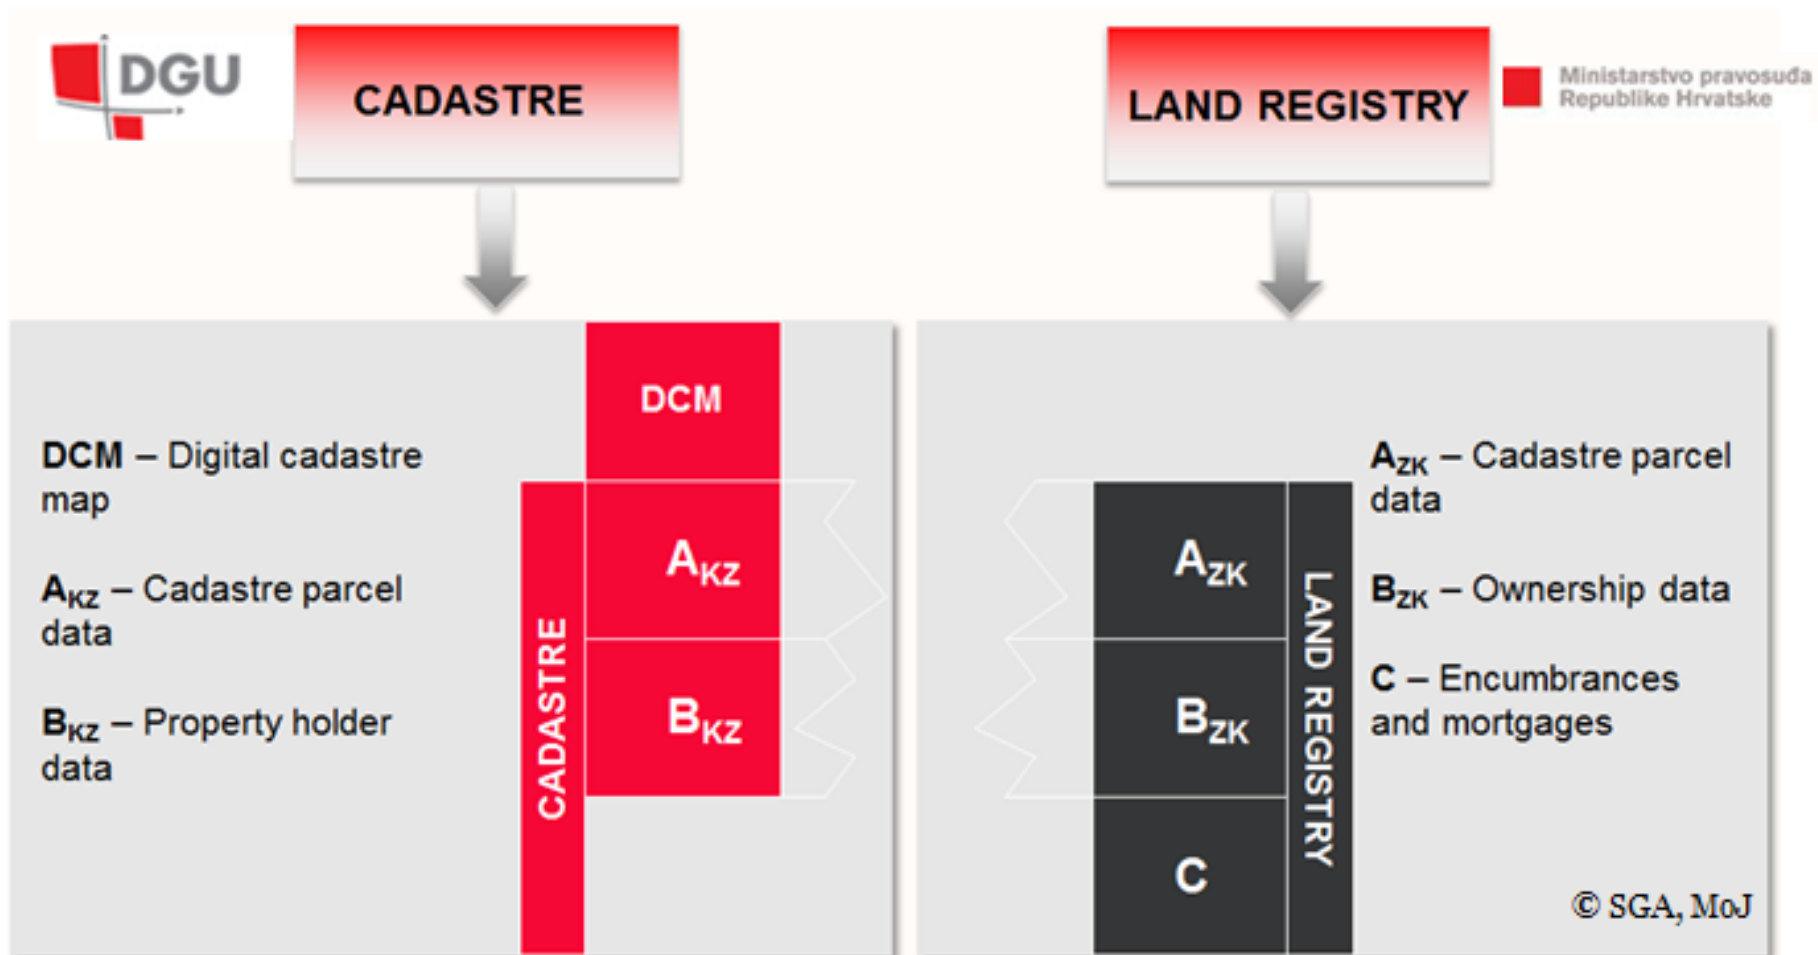 DGU
CADASTRE
LAND REGISTRY
Ministarstvo pravosuđa
Republike Hrvatske
DCM – Digital cadastre
map
AKZ – Cadastre parcel
data
BKZ – Property holder
data
CADASTRE
DCM
AKZ
BKZ
AZK
BZK
C
LAND REGISTRY
AZK – Cadastre parcel
data
BZK – Ownership data
C – Encumbrances
and mortgages
© SGA, MoJ